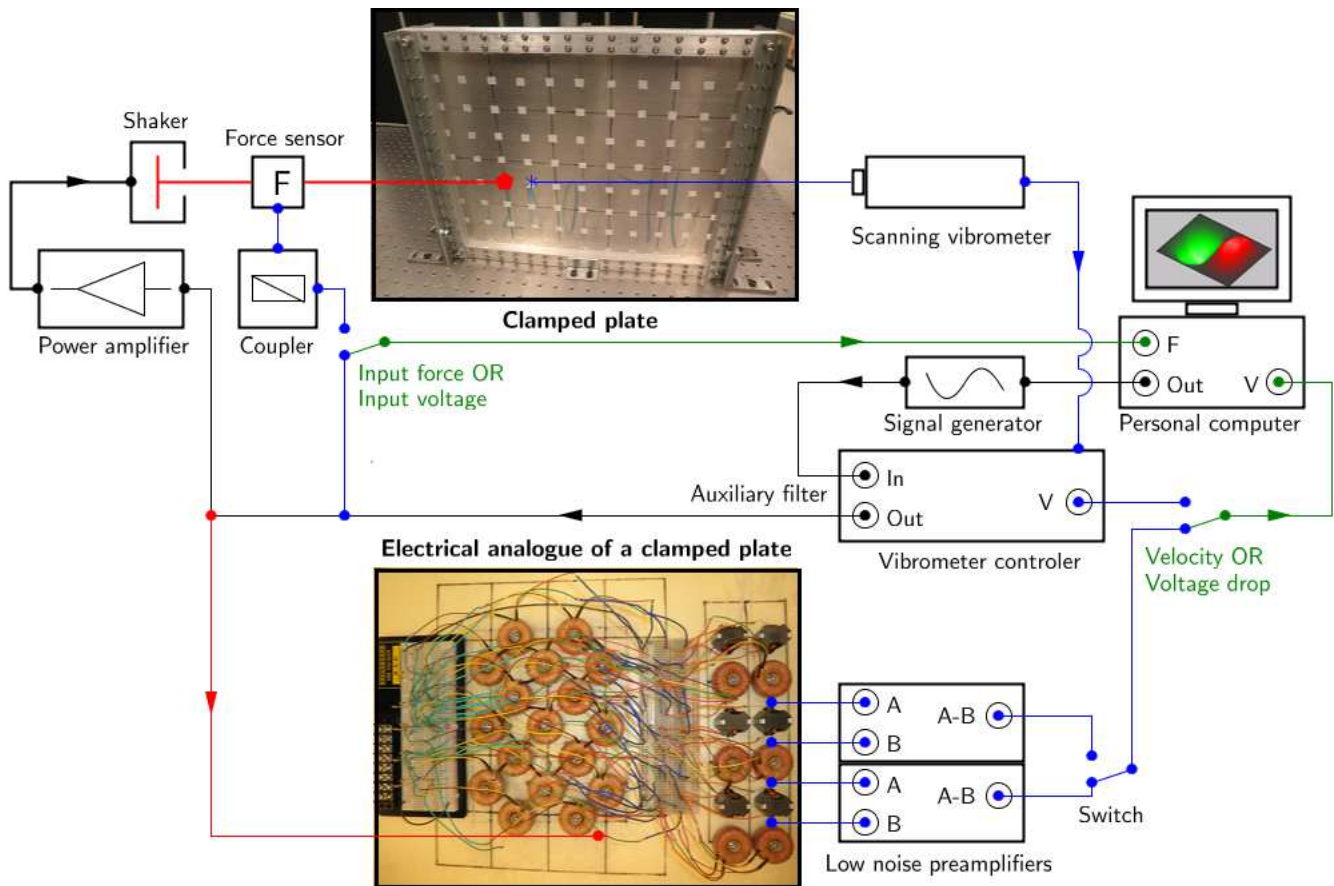 Shaker
Force sensor
F
Scanning vibrometer
Power amplifier
Coupler
Clamped plate
Input force OR
Input voltage
F
Out
V
Signal generator
Personal computer
In
Auxiliary filter
Out
V
Vibrometer controler
Velocity OR
Voltage drop
Electrical analogue of a clamped plate
A
A-B
B
A
A-B
B
Switch
Low noise preamplifiers